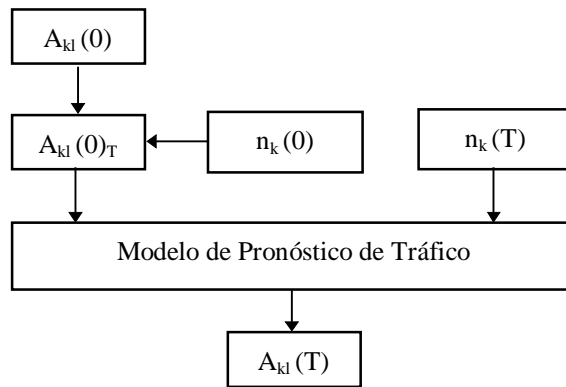 A_kl (0)
A_kl (0)_T
n_k (0)
n_k (T)
Modelo de Pronóstico de Tráfico
A_kl (T)